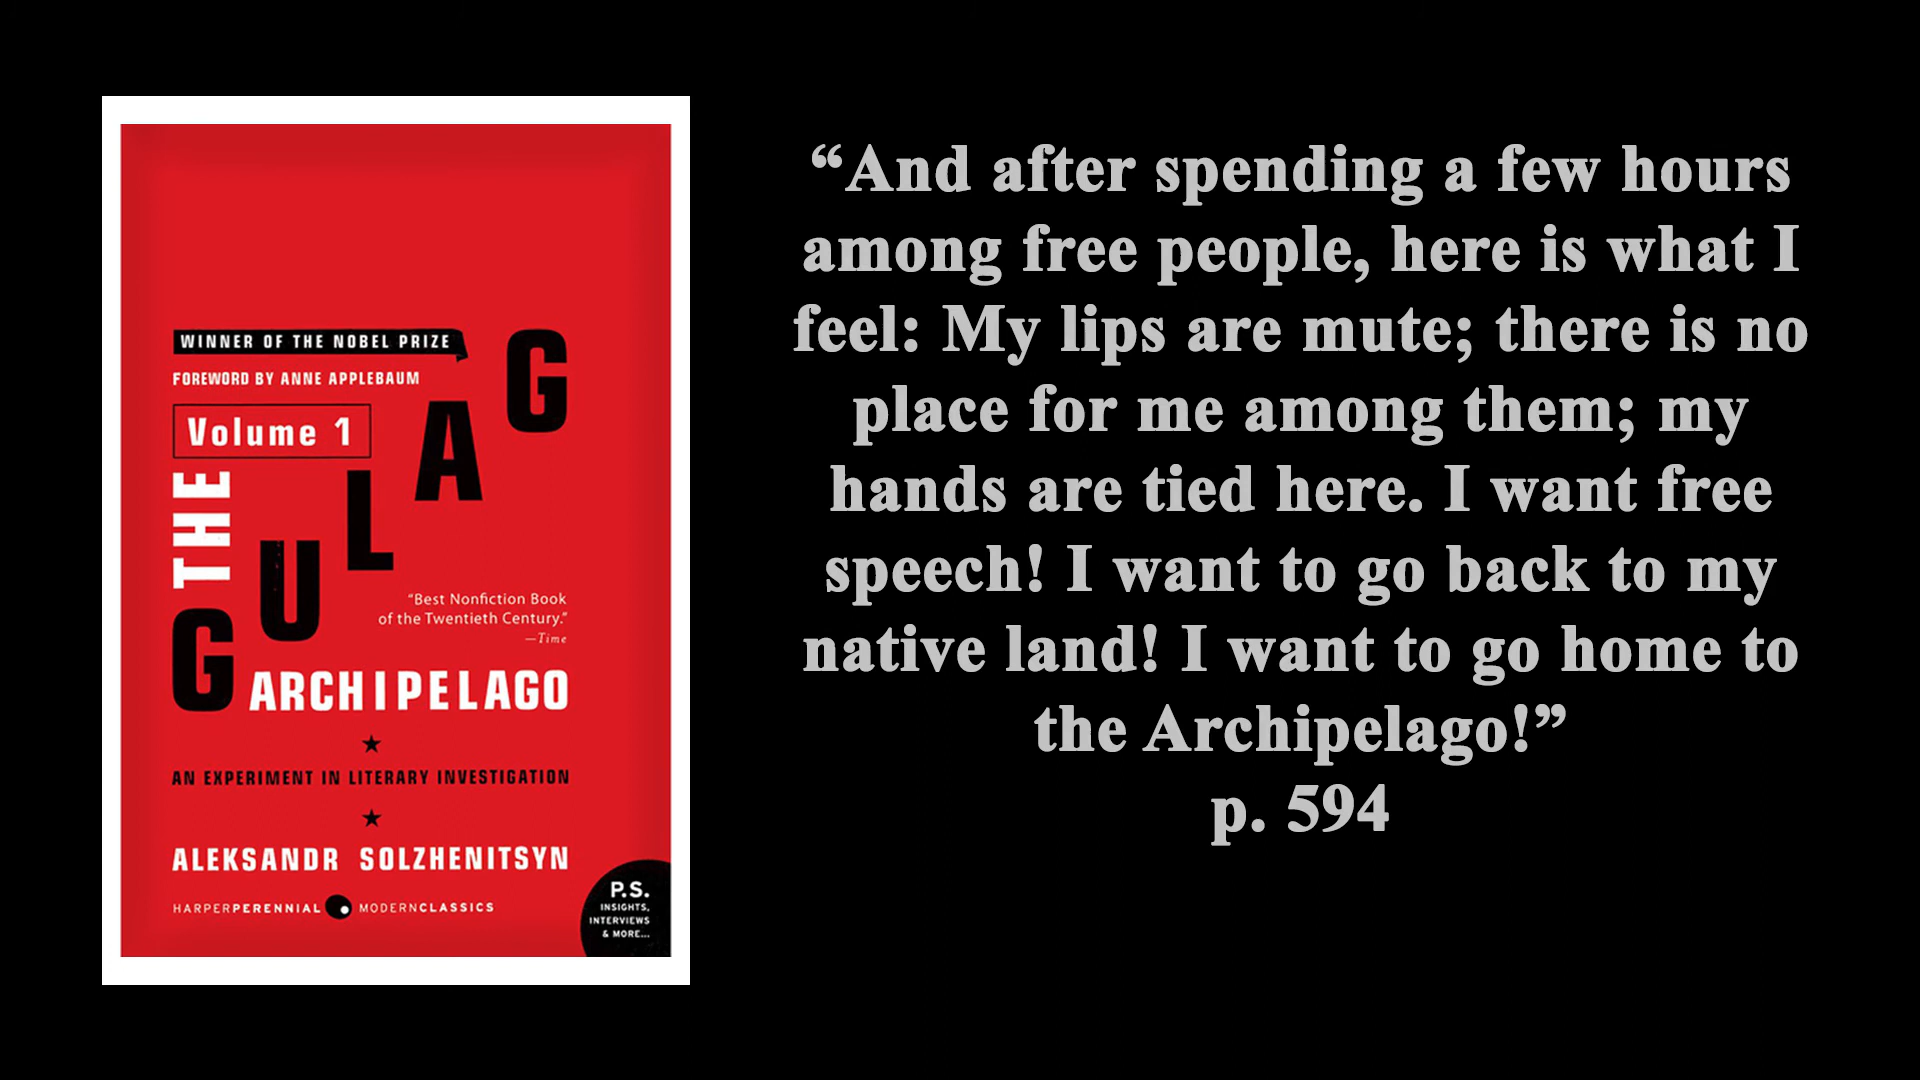 WINNER OF THE NOBEL PRIZE
FOREWORD BY ANNE APPLEBAUM
Volume 1
THE
GULAG
"Best Nonfiction Book
of the Twentieth Century."
—Time
ARCHIPELAGO
AN EXPERIMENT IN LITERARY INVESTIGATION
ALEKSANDR SOLZHENITSYN
HARPERPERENNIAL MODERNCLASSICS
P.S.
INSIGHTS,
INTERVIEWS
& MORE...
“And after spending a few hours
among free people, here is what I
feel: My lips are mute; there is no
place for me among them; my
hands are tied here. I want free
speech! I want to go back to my
native land! I want to go home to
the Archipelago!”
p. 594